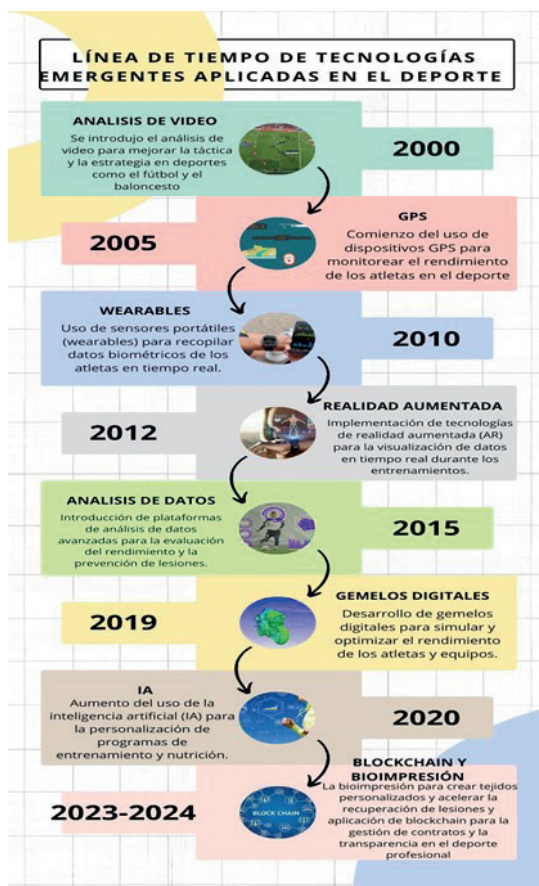 LÍNEA DE TIEMPO DE TECNOLOGÍAS
EMERGENTES APLICADAS EN EL DEPORTE
ANALISIS DE VIDEO
Se introdujo el análisis de
video para mejorar la táctica
y la estrategia en deportes
como el fútbol y el
baloncesto
2000
GPS
Comienzo del uso de
dispositivos GPS para
monitorear el rendimiento
de los atletas en el deporte
2005
WEARABLES
Uso de sensores portátiles
(wearables) para recopilar
datos biométricos de los
atletas en tiempo real.
2010
REALIDAD AUMENTADA
Implementación de tecnologías
de realidad aumentada (AR)
para la visualización de datos
en tiempo real durante los
entrenamientos.
2012
ANALISIS DE DATOS
Introducción de plataformas
de análisis de datos
avanzadas para la evaluación
del rendimiento y la
prevención de lesiones.
2015
GEMELOS DIGITALES
Desarrollo de gemelos
digitales para simular y
optimizar el rendimiento
de los atletas y equipos.
2019
IA
Aumento del uso de la
inteligencia artificial (IA) para
la personalización de
programas de
entrenamiento y nutrición.
2020
BLOCKCHAIN Y
BIOIMPRESIÓN
La bioimpresión para crear tejidos
personalizados y acelerar la
recuperación de lesiones y
aplicación de blockchain para la
gestión de contratos y la
transparencia en el deporte
profesional
BLOCK CHAIN
2023-2024